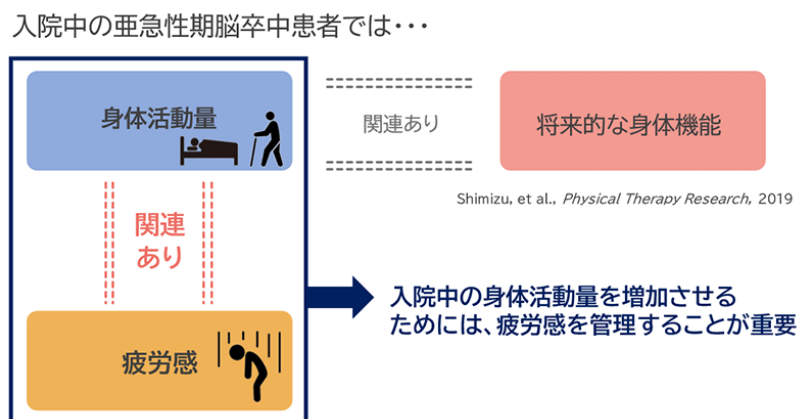 入院中の亜急性期脳卒中患者では･･･
身体活動量
関連あり
将来的な身体機能
Shimizu, et al., Physical Therapy Research, 2019
関連
あり
入院中の身体活動量を増加させる
ためには、疲労感を管理することが重要
疲労感